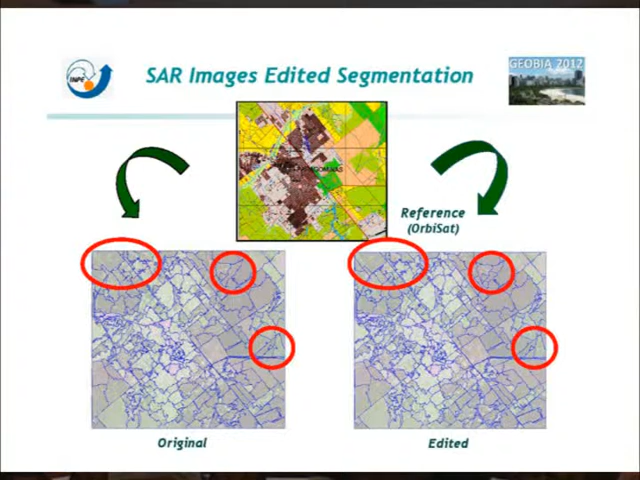 INPE
SAR Images Edited Segmentation
GEOBIA 2012
Reference
(OrbiSat)
Original
Edited